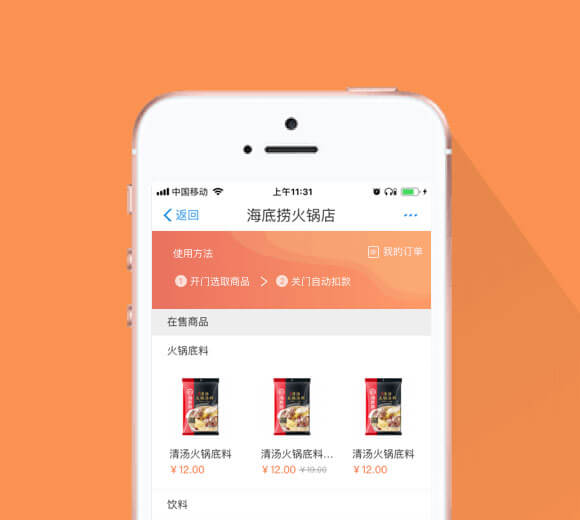 中国移动
上午11:31
返回
海底捞火锅店
使用方法
我的订单
1 开门选取商品 2 关门自动扣款
在售商品
火锅底料
清汤火锅底料 清汤火锅底料... 清汤火锅底料
¥12.00 ¥12.00 ¥19.00 ¥12.00
饮料